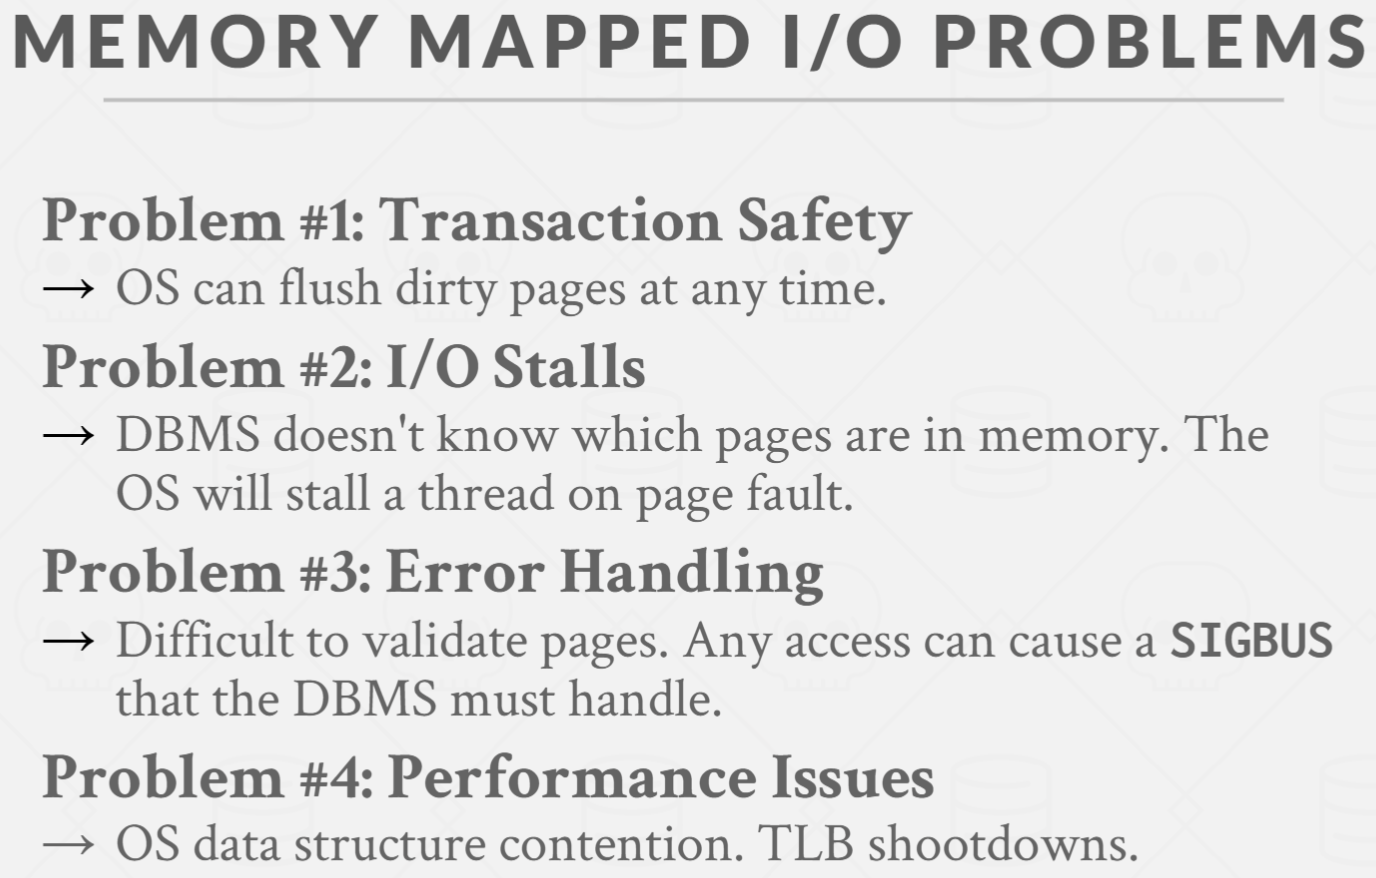 MEMORY MAPPED I/O PROBLEMS
Problem #1: Transaction Safety
→ OS can flush dirty pages at any time.
Problem #2: I/O Stalls
→ DBMS doesn't know which pages are in memory. The
OS will stall a thread on page fault.
Problem #3: Error Handling
→ Difficult to validate pages. Any access can cause a SIGBUS
that the DBMS must handle.
Problem #4: Performance Issues
→ OS data structure contention. TLB shootdowns.